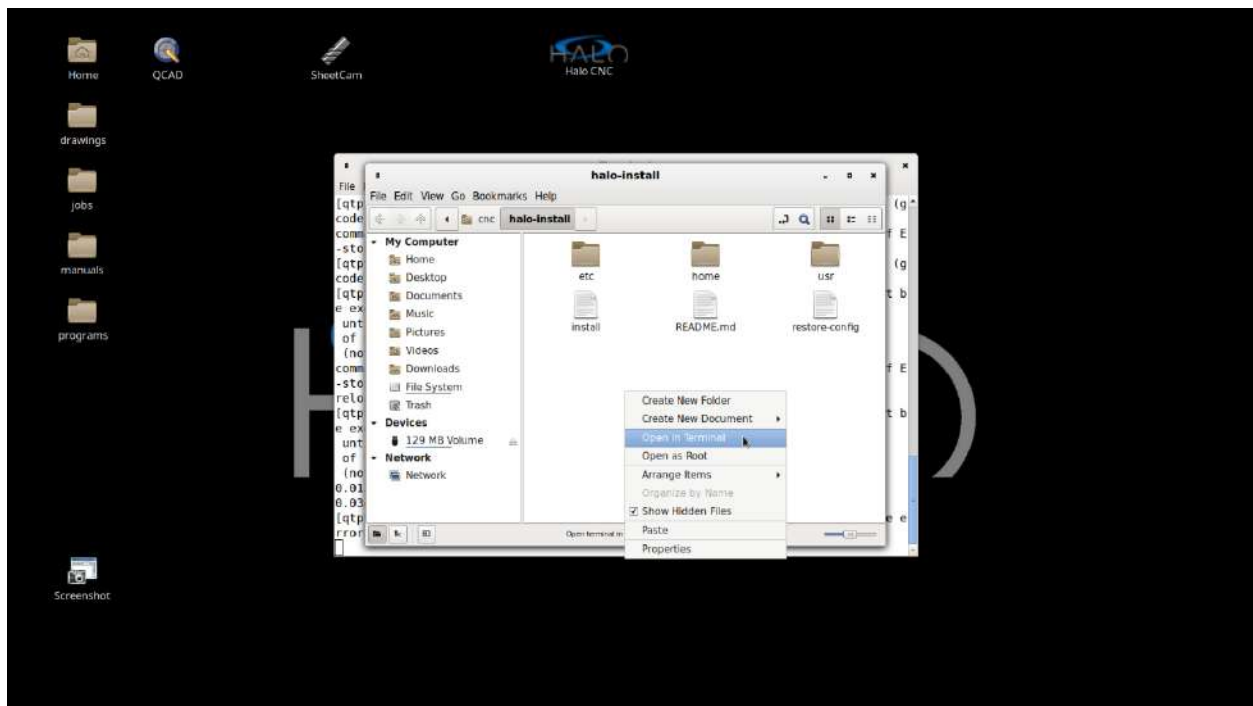 Home
QCAD
SheetCam
HALO
Halo CNC
drawings
jobs
manuals
programs
Screenshot
File
[qtp
code
comm
-sto
[qtp
code
[qtp
e ex
unt
of
(no
comm
-sto
relo
[qtp
e ex
unt
of
(no
0.01
0.03
[qtp
rror
halo-install
File Edit View Go Bookmarks Help
cnc halo-install
My Computer
Home
Desktop
Documents
Music
Pictures
Videos
Downloads
File System
Trash
Devices
129 MB Volume
Network
Network
etc
home
usr
install
README.md
restore-config
Create New Folder
Create New Document
Open in Terminal
Open as Root
Arrange Items
Organize by Name
Show Hidden Files
Paste
Properties
Open terminal in
(g
f E
(g
t b
f E
t b
e e